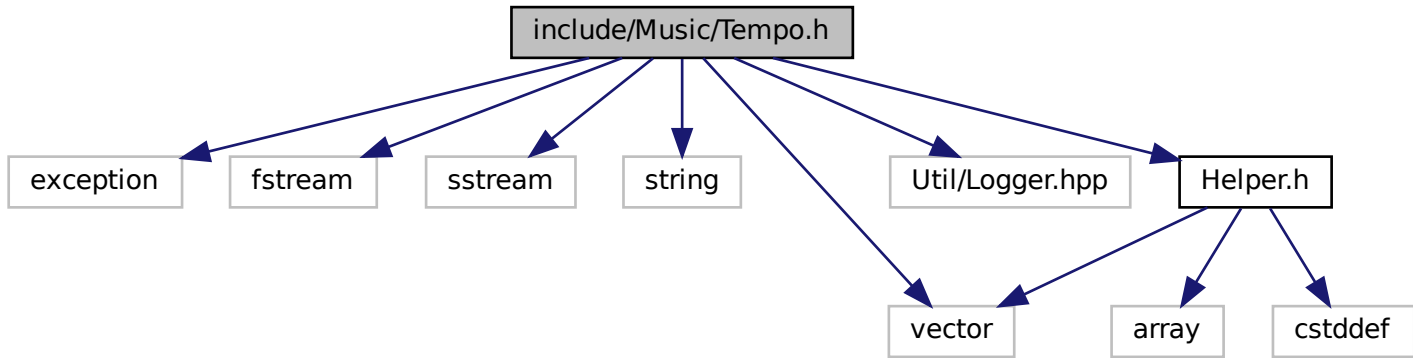 include/Music/Tempo.h
exception
fstream
sstream
string
Util/Logger.hpp
Helper.h
vector
array
cstddef